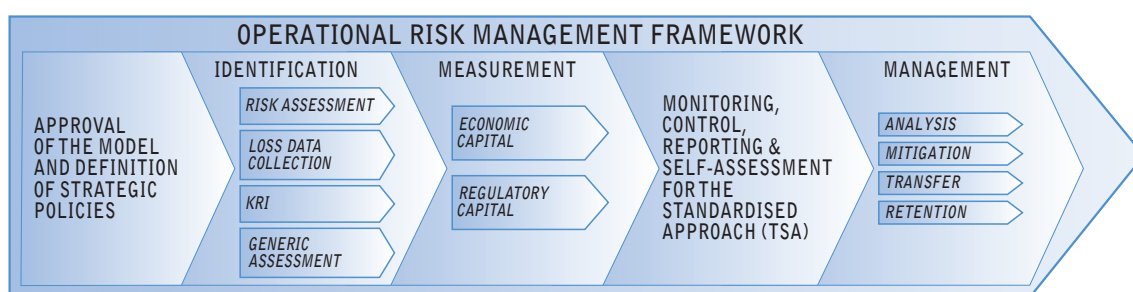 OPERATIONAL RISK MANAGEMENT FRAMEWORK
APPROVAL
OF THE MODEL
AND DEFINITION
OF STRATEGIC
POLICIES
IDENTIFICATION
RISK ASSESSMENT
LOSS DATA
COLLECTION
KRI
GENERIC
ASSESSMENT
MEASUREMENT
ECONOMIC
CAPITAL
REGULATORY
CAPITAL
MONITORING,
CONTROL,
REPORTING &
SELF-ASSESSMENT
FOR THE
STANDARDISED
APPROACH (TSA)
MANAGEMENT
ANALYSIS
MITIGATION
TRANSFER
RETENTION